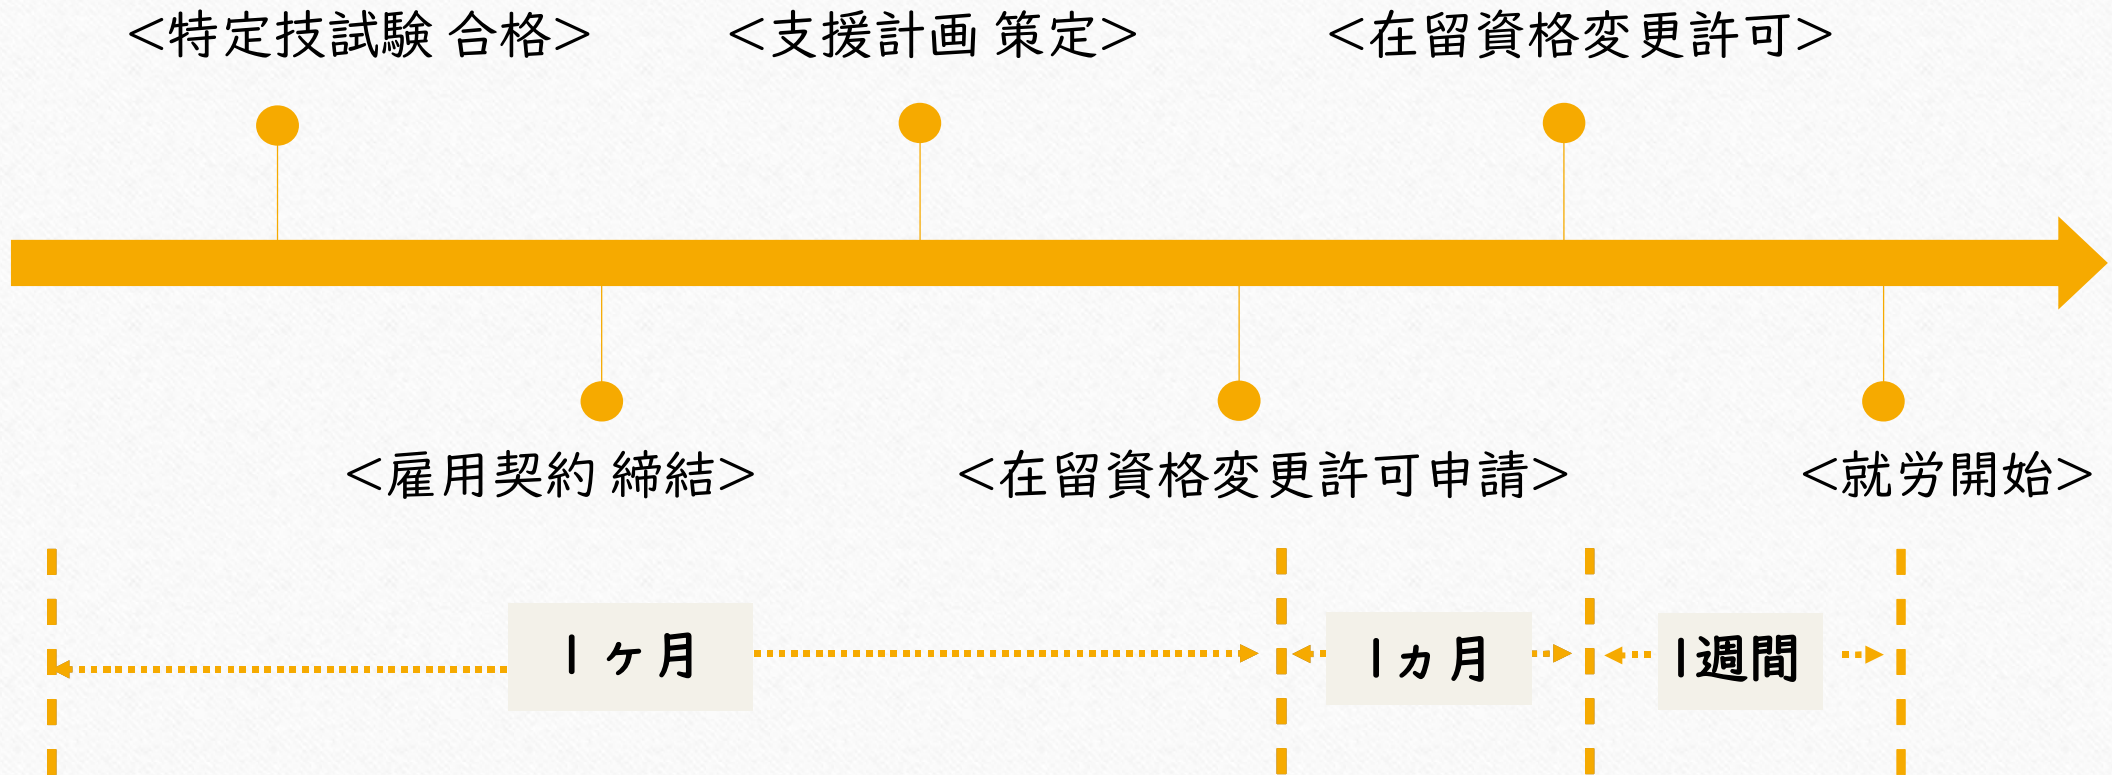 <特定技試験 合格>
<支援計画 策定>
<在留資格変更許可>
<雇用契約 締結>
<在留資格変更許可申請>
<就労開始>
1ヶ月
1ヵ月
1週間